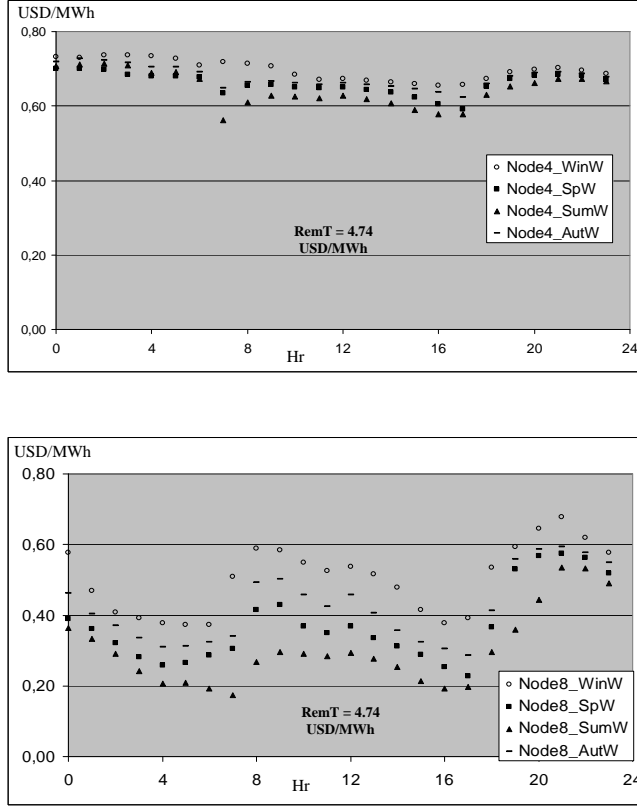 USD/MWh
0,80
0,60
0,40
0,20
0,00
0 4 8 12 16 20 24
Hr
RemT = 4.74
USD/MWh
Node4_WinW
Node4_SpW
Node4_SumW
Node4_AutW
USD/MWh
0,80
0,60
0,40
0,20
0,00
0 4 8 12 16 20 24
Hr
RemT = 4.74
USD/MWh
Node8_WinW
Node8_SpW
Node8_SumW
Node8_AutW